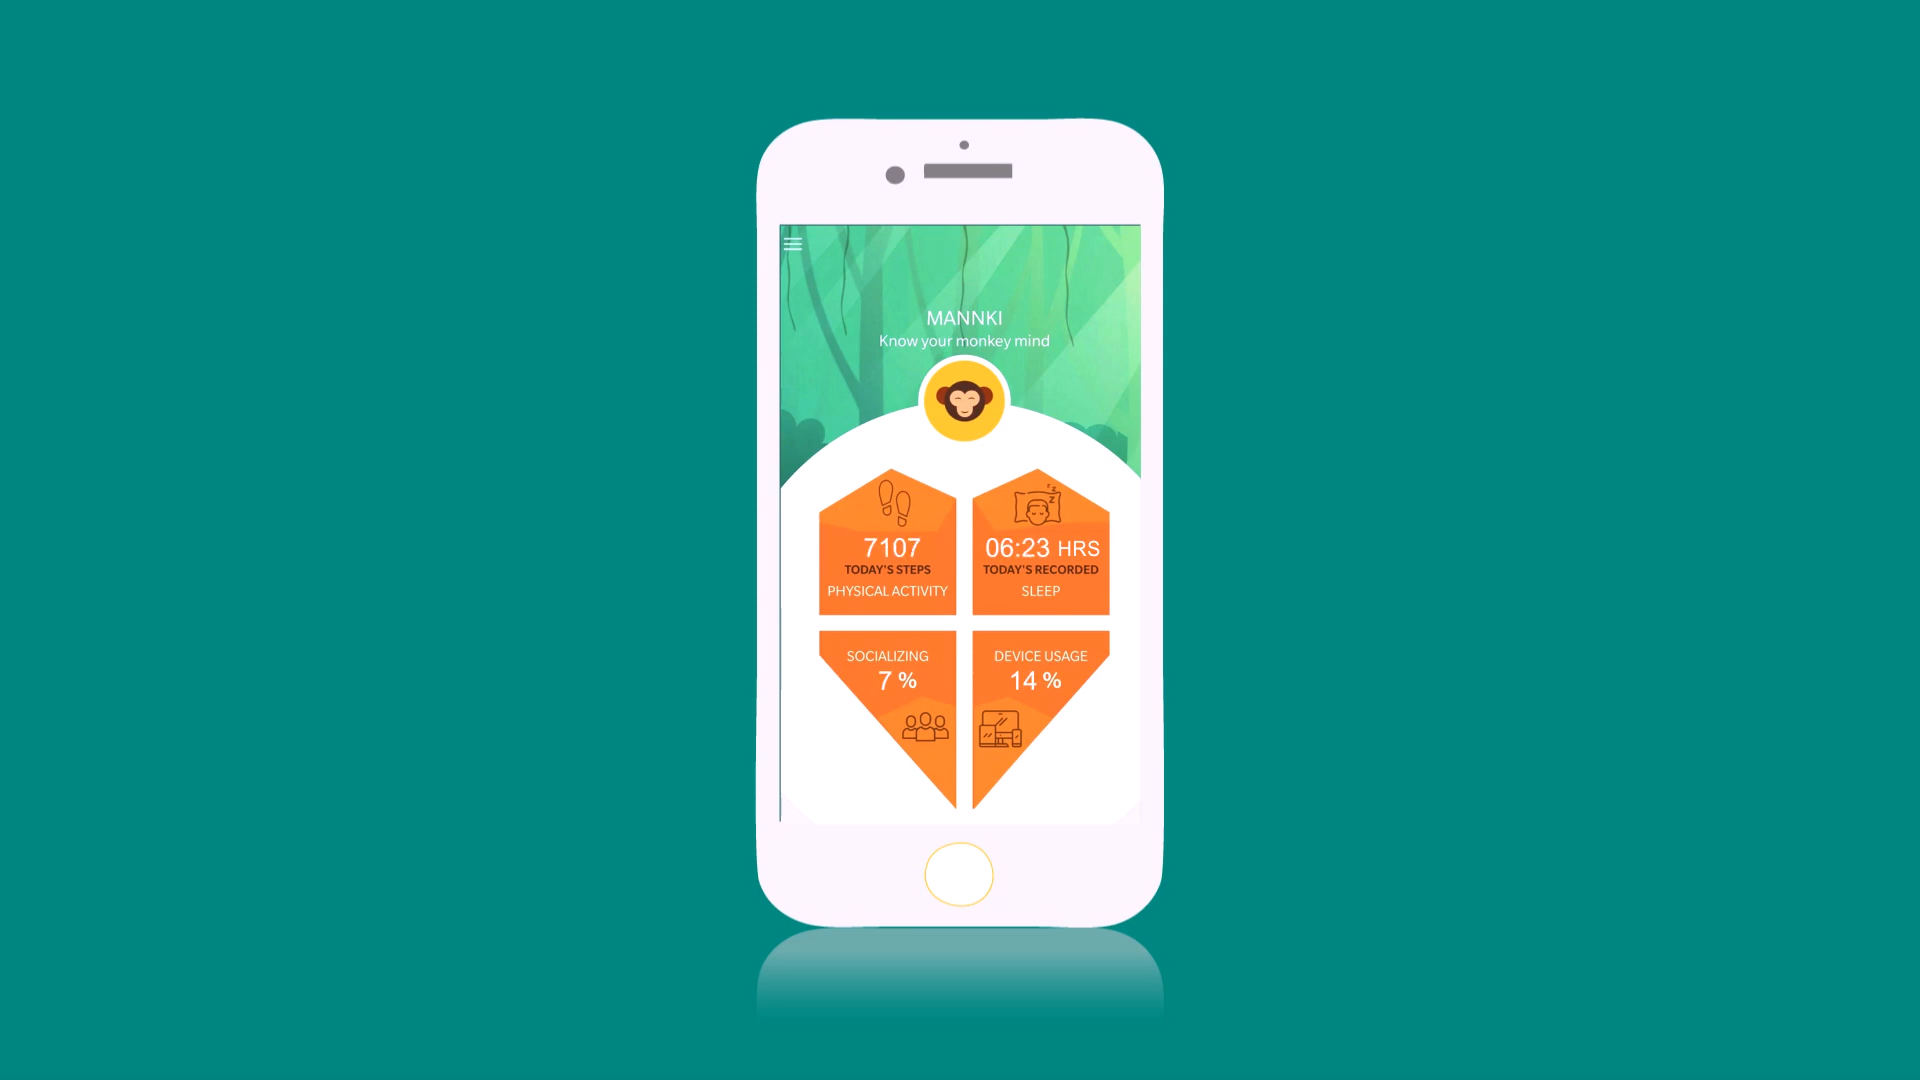 MANNKI
Know your monkey mind
7107
TODAY'S STEPS
PHYSICAL ACTIVITY
06:23 HRS
TODAY'S RECORDED
SLEEP
SOCIALIZING
7 %
DEVICE USAGE
14 %